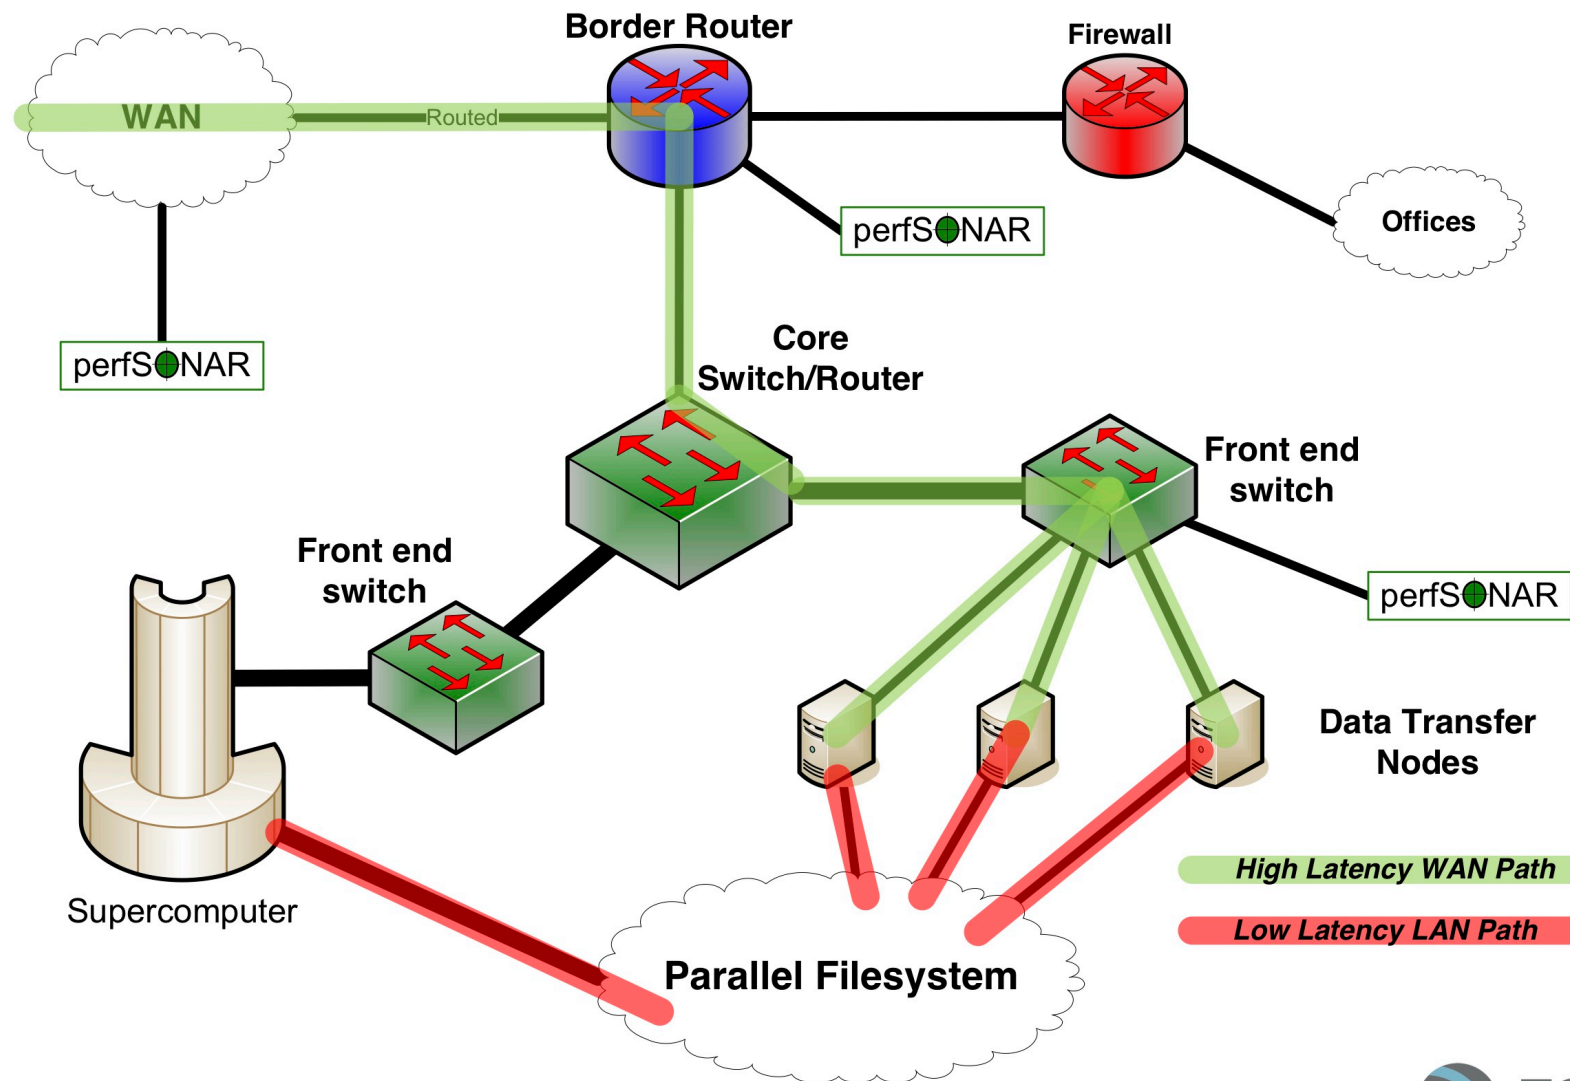 Border Router
Firewall
WAN
Routed
perfSONAR
Offices
perfSONAR
Core
Switch/Router
Front end
switch
Front end
switch
perfSONAR
Data Transfer
Nodes
High Latency WAN Path
Supercomputer
Low Latency LAN Path
Parallel Filesystem